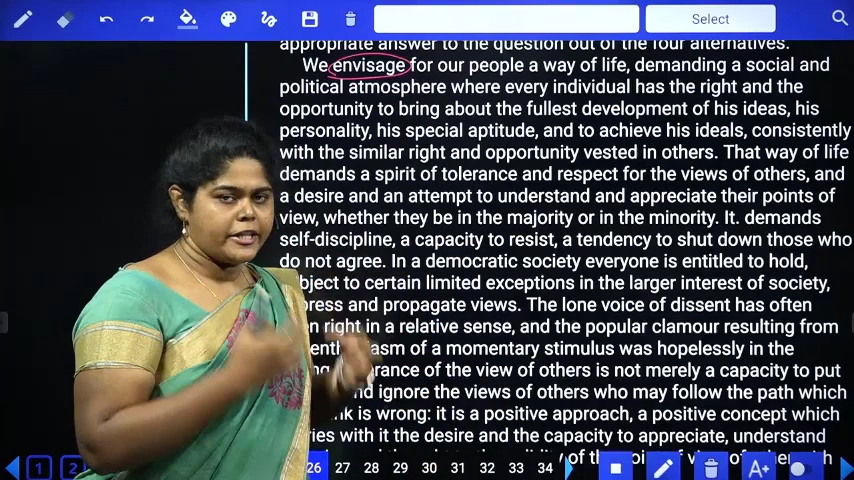 Select
appropriate answer to the question out of the four alternatives.
We envisage for our people a way of life, demanding a social and
political atmosphere where every individual has the right and the
opportunity to bring about the fullest development of his ideas, his
personality, his special aptitude, and to achieve his ideals, consistently
with the similar right and opportunity vested in others. That way of life
demands a spirit of tolerance and respect for the views of others, and
a desire and an attempt to understand and appreciate their points of
view, whether they be in the majority or in the minority. It. demands
self-discipline, a capacity to resist, a tendency to shut down those who
do not agree. In a democratic society everyone is entitled to hold,
to certain limited exceptions in the larger interest of society,
and propagate views. The lone voice of dissent has often
right in a relative sense, and the popular clamour resulting from
of a momentary stimulus was hopelessly in the
of the view of others is not merely a capacity to put
ignore the views of others who may follow the path which
is wrong: it is a positive approach, a positive concept which
with it the desire and the capacity to appreciate, understand
1 2 26 27 28 29 30 31 32 33 34 A+